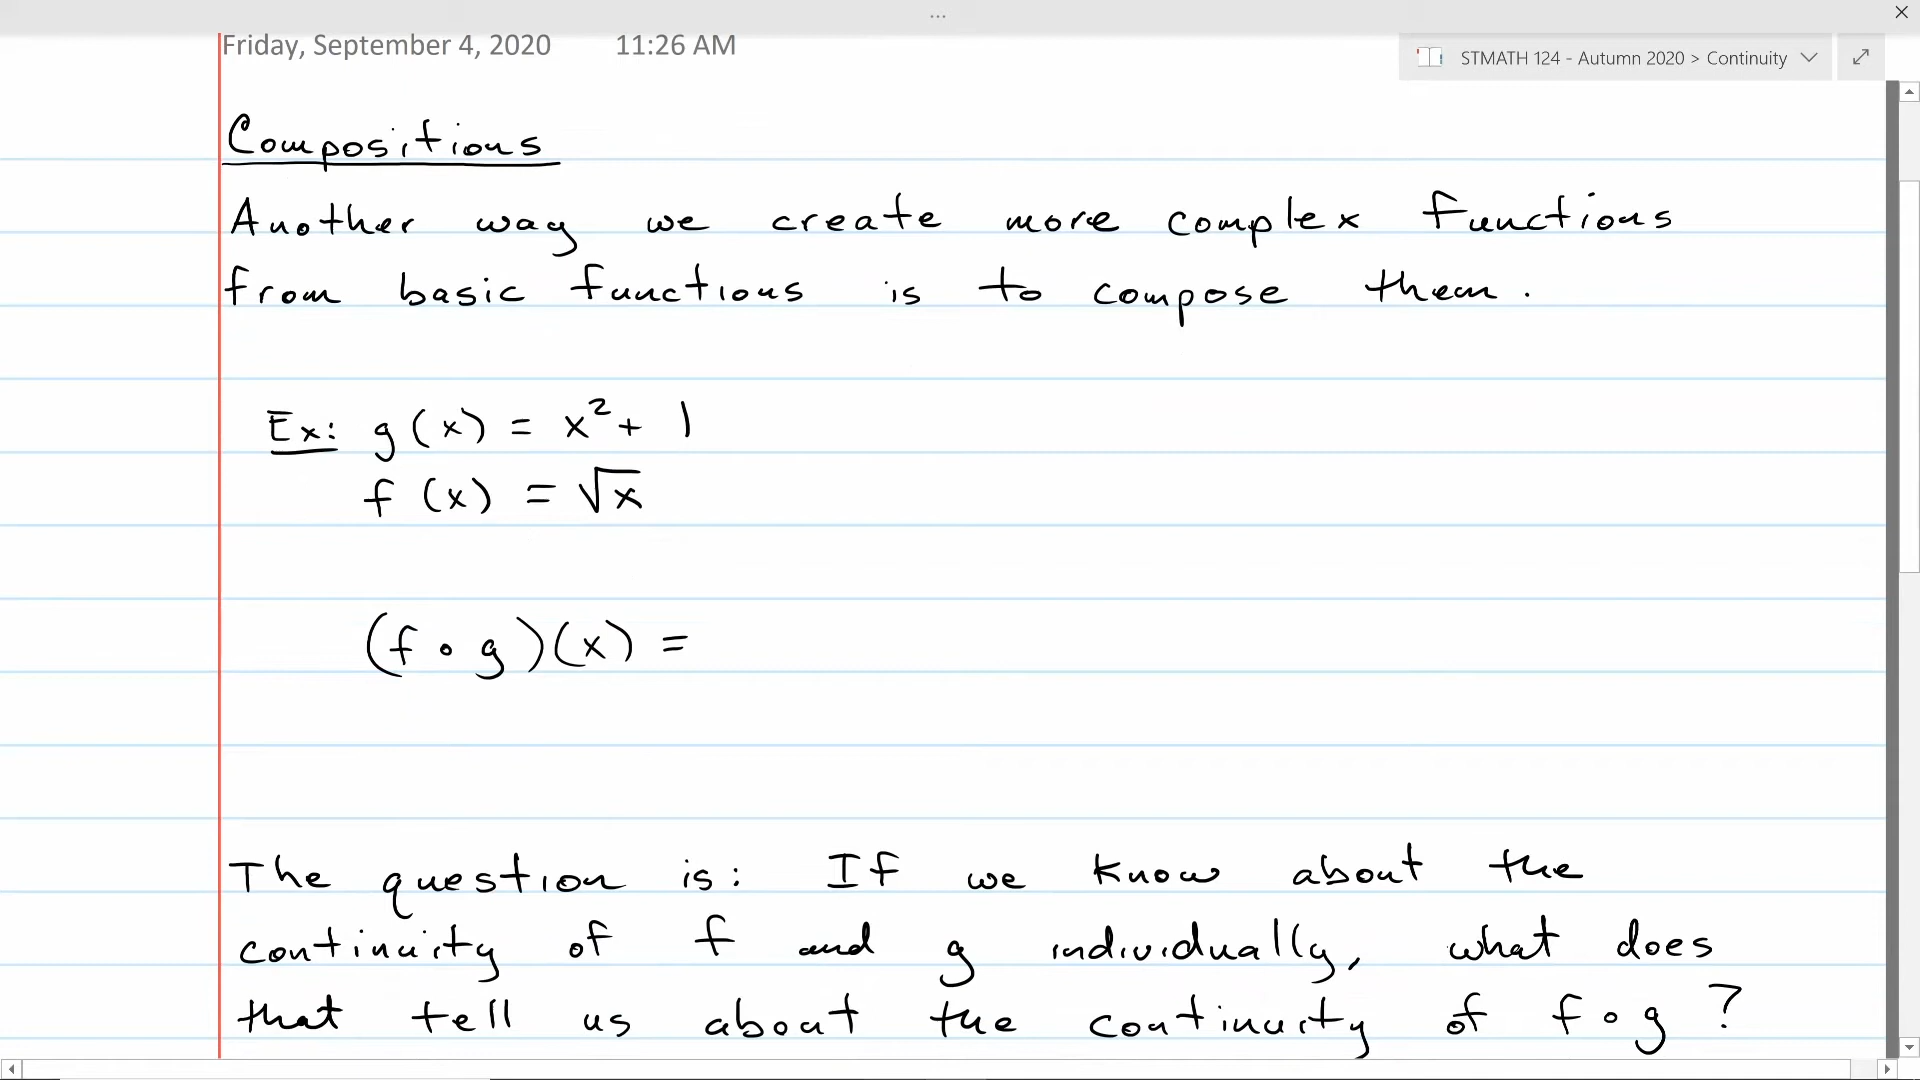 ...
Friday, September 4, 2020 11:26 AM
STMATH 124 - Autumn 2020 > Continuity
Compositions
Another way we create more complex functions
from basic functions is to compose them.
Ex: g(x) = x² + 1
f(x) = √x
(f ∘ g)(x) =
The question is: If we know about the
continuity of f and g individually, what does
that tell us about the continuity of f ∘ g?